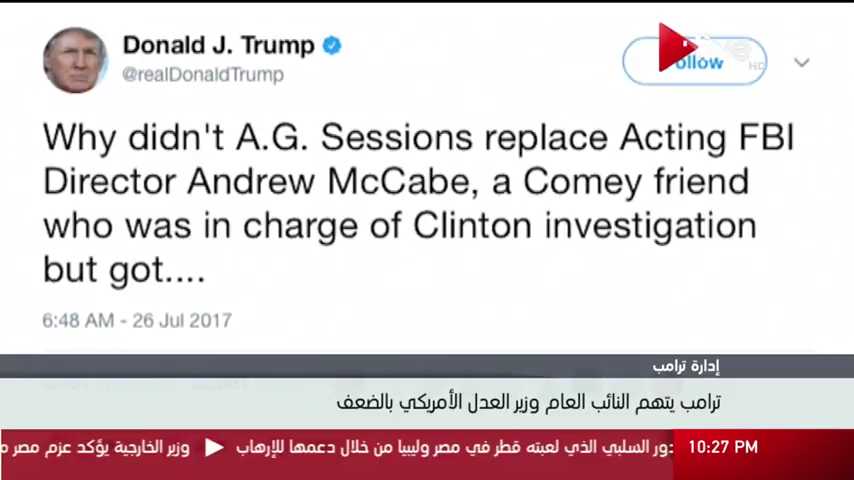 Donald J. Trump
@realDonaldTrump
Follow
live
HD
Why didn't A.G. Sessions replace Acting FBI
Director Andrew McCabe, a Comey friend
who was in charge of Clinton investigation
but got....
6:48 AM - 26 Jul 2017
إدارة ترامب
ترامب يتهم النائب العام وزير العدل الأمريكي بالضعف
دور السلبي الذي لعبته قطر في مصر وليبيا من خلال دعمها للإرهاب ◀ وزير الخارجية يؤكد عزم مصر م
10:27 PM